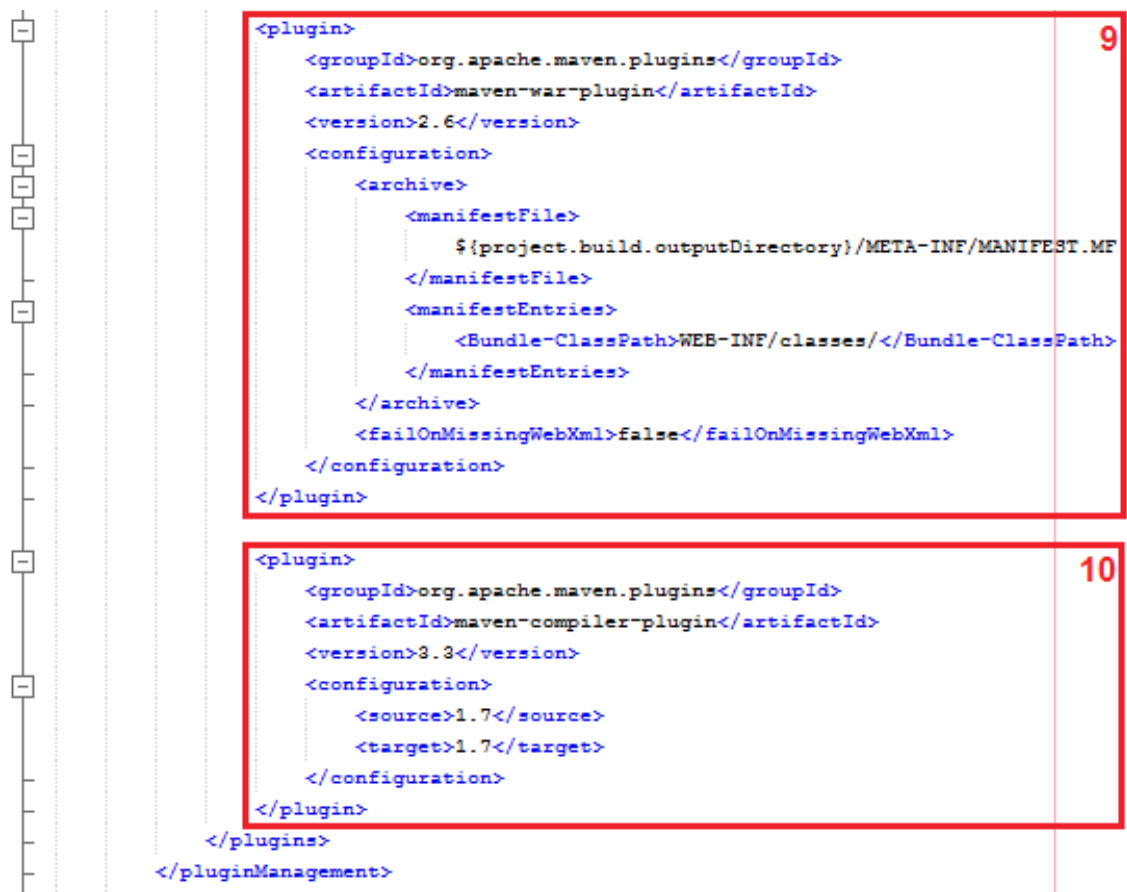 <plugin>
9
<groupId>org.apache.maven.plugins</groupId>
<artifactId>maven-war-plugin</artifactId>
<version>2.6</version>
<configuration>
<archive>
<manifestFile>
${project.build.outputDirectory}/META-INF/MANIFEST.MF
</manifestFile>
<manifestEntries>
<Bundle-ClassPath>WEB-INF/classes/</Bundle-ClassPath>
</manifestEntries>
</archive>
<failOnMissingWebXml>false</failOnMissingWebXml>
</configuration>
</plugin>
<plugin>
10
<groupId>org.apache.maven.plugins</groupId>
<artifactId>maven-compiler-plugin</artifactId>
<version>3.3</version>
<configuration>
<source>1.7</source>
<target>1.7</target>
</configuration>
</plugin>
</plugins>
</pluginManagement>